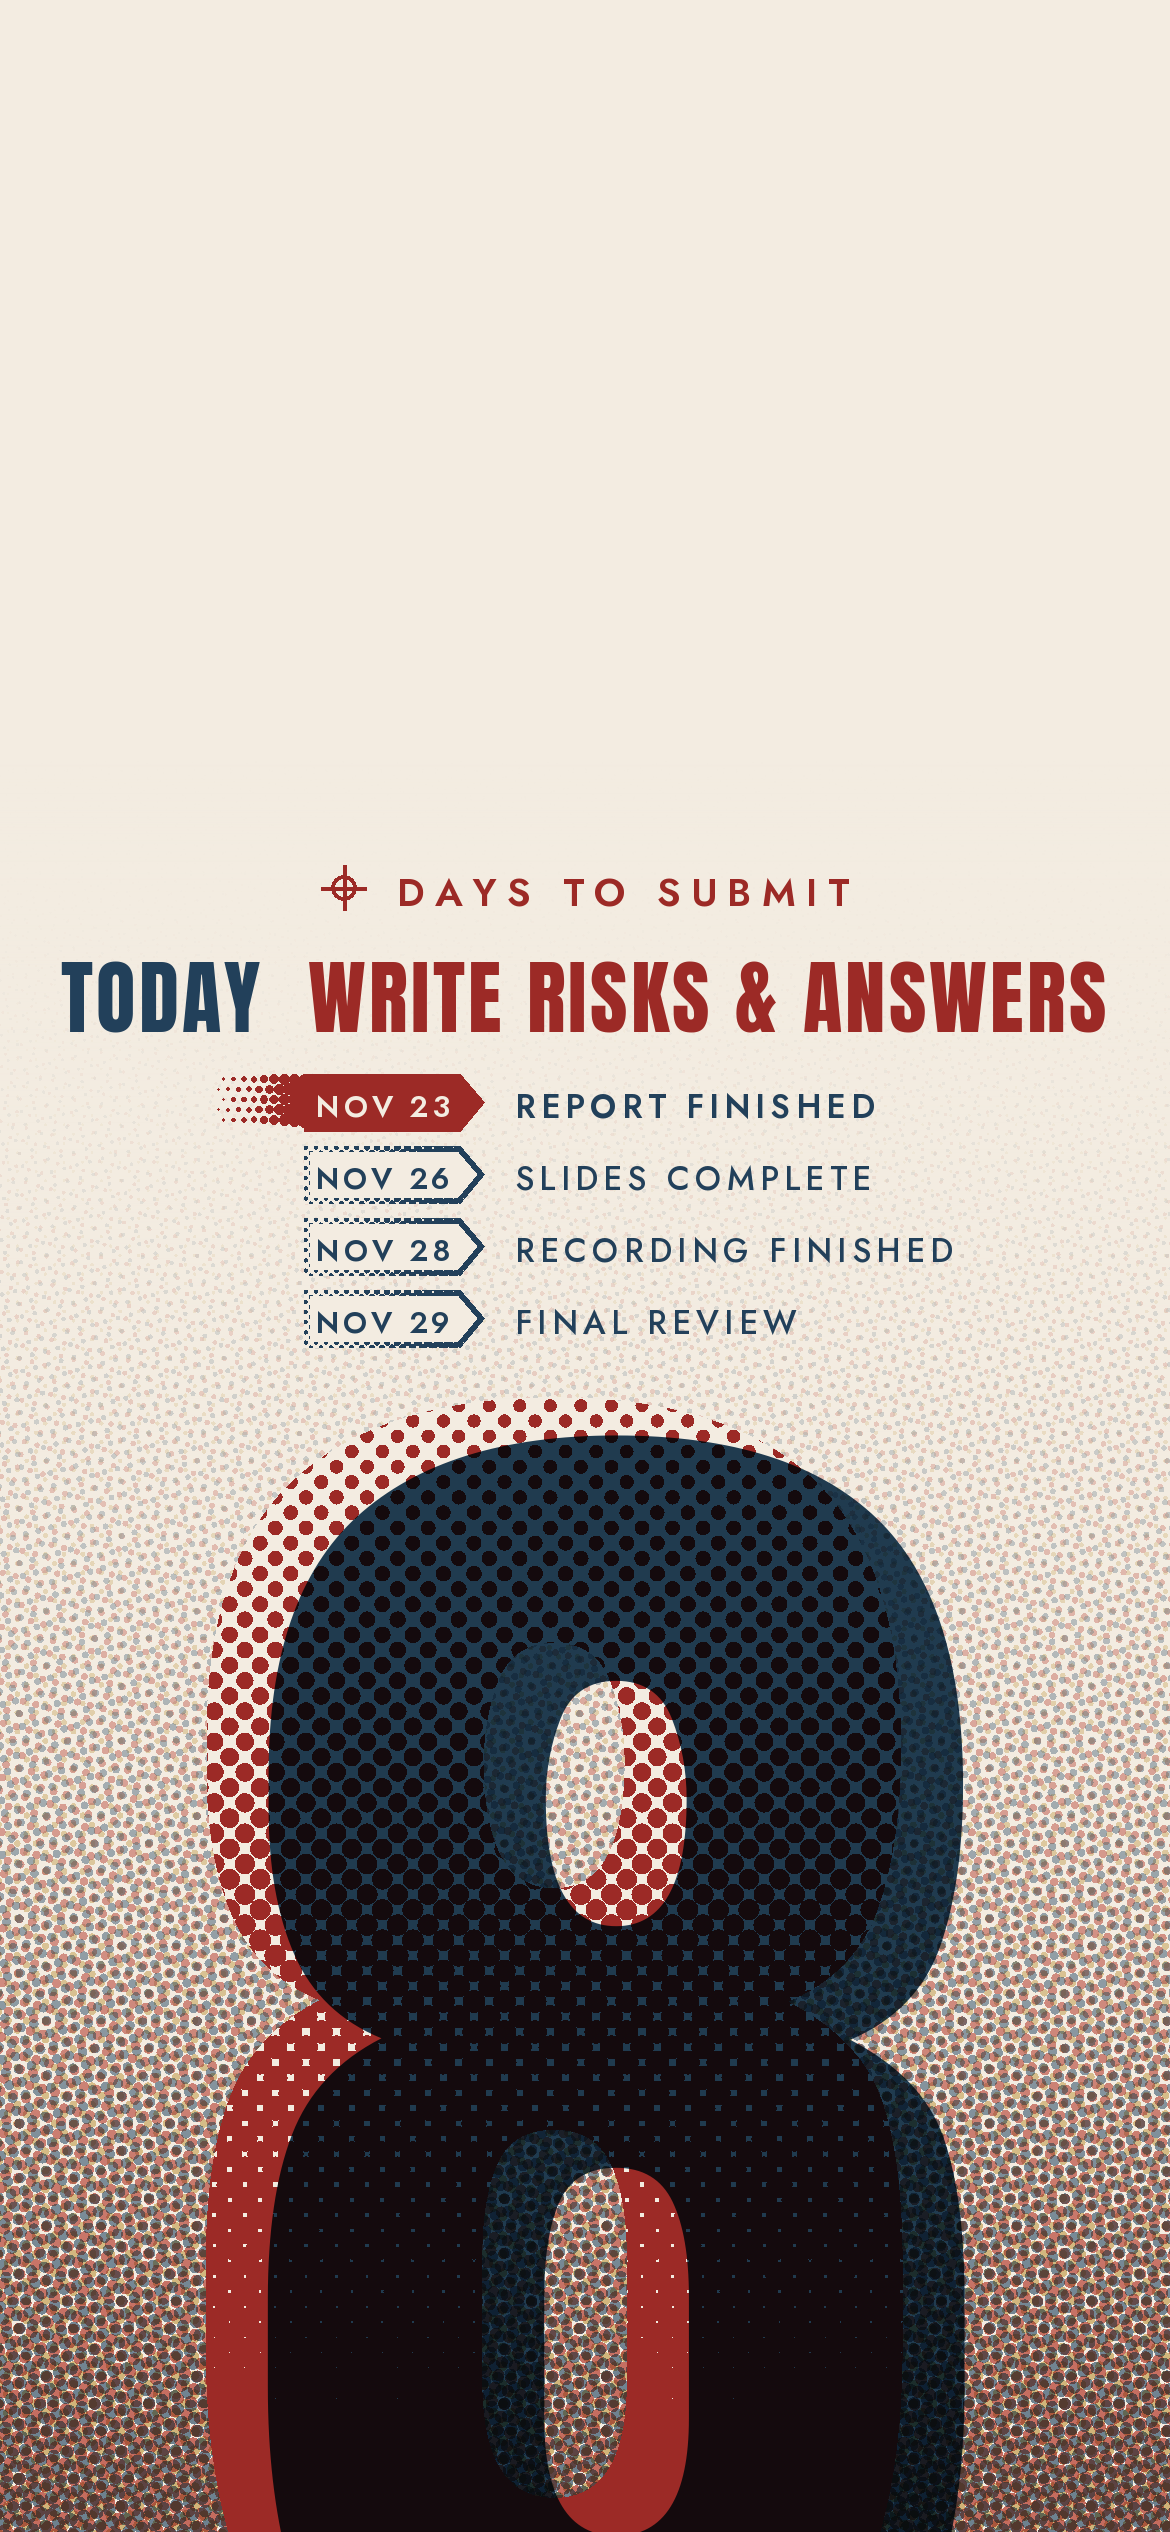 DAYS TO SUBMIT
TODAY WRITE RISKS & ANSWERS
NOV 23 REPORT FINISHED
NOV 26 SLIDES COMPLETE
NOV 28 RECORDING FINISHED
NOV 29 FINAL REVIEW
8